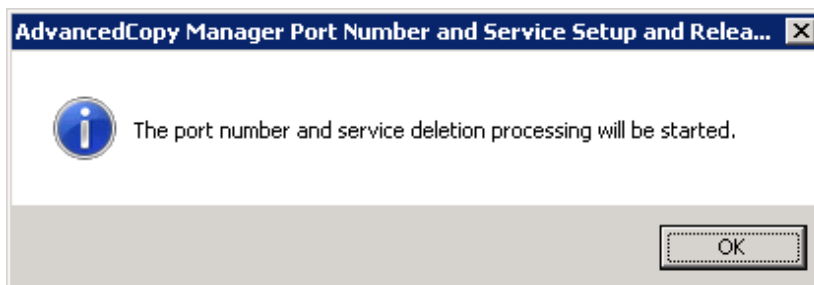 AdvancedCopy Manager Port Number and Service Setup and Relea...
The port number and service deletion processing will be started.
OK